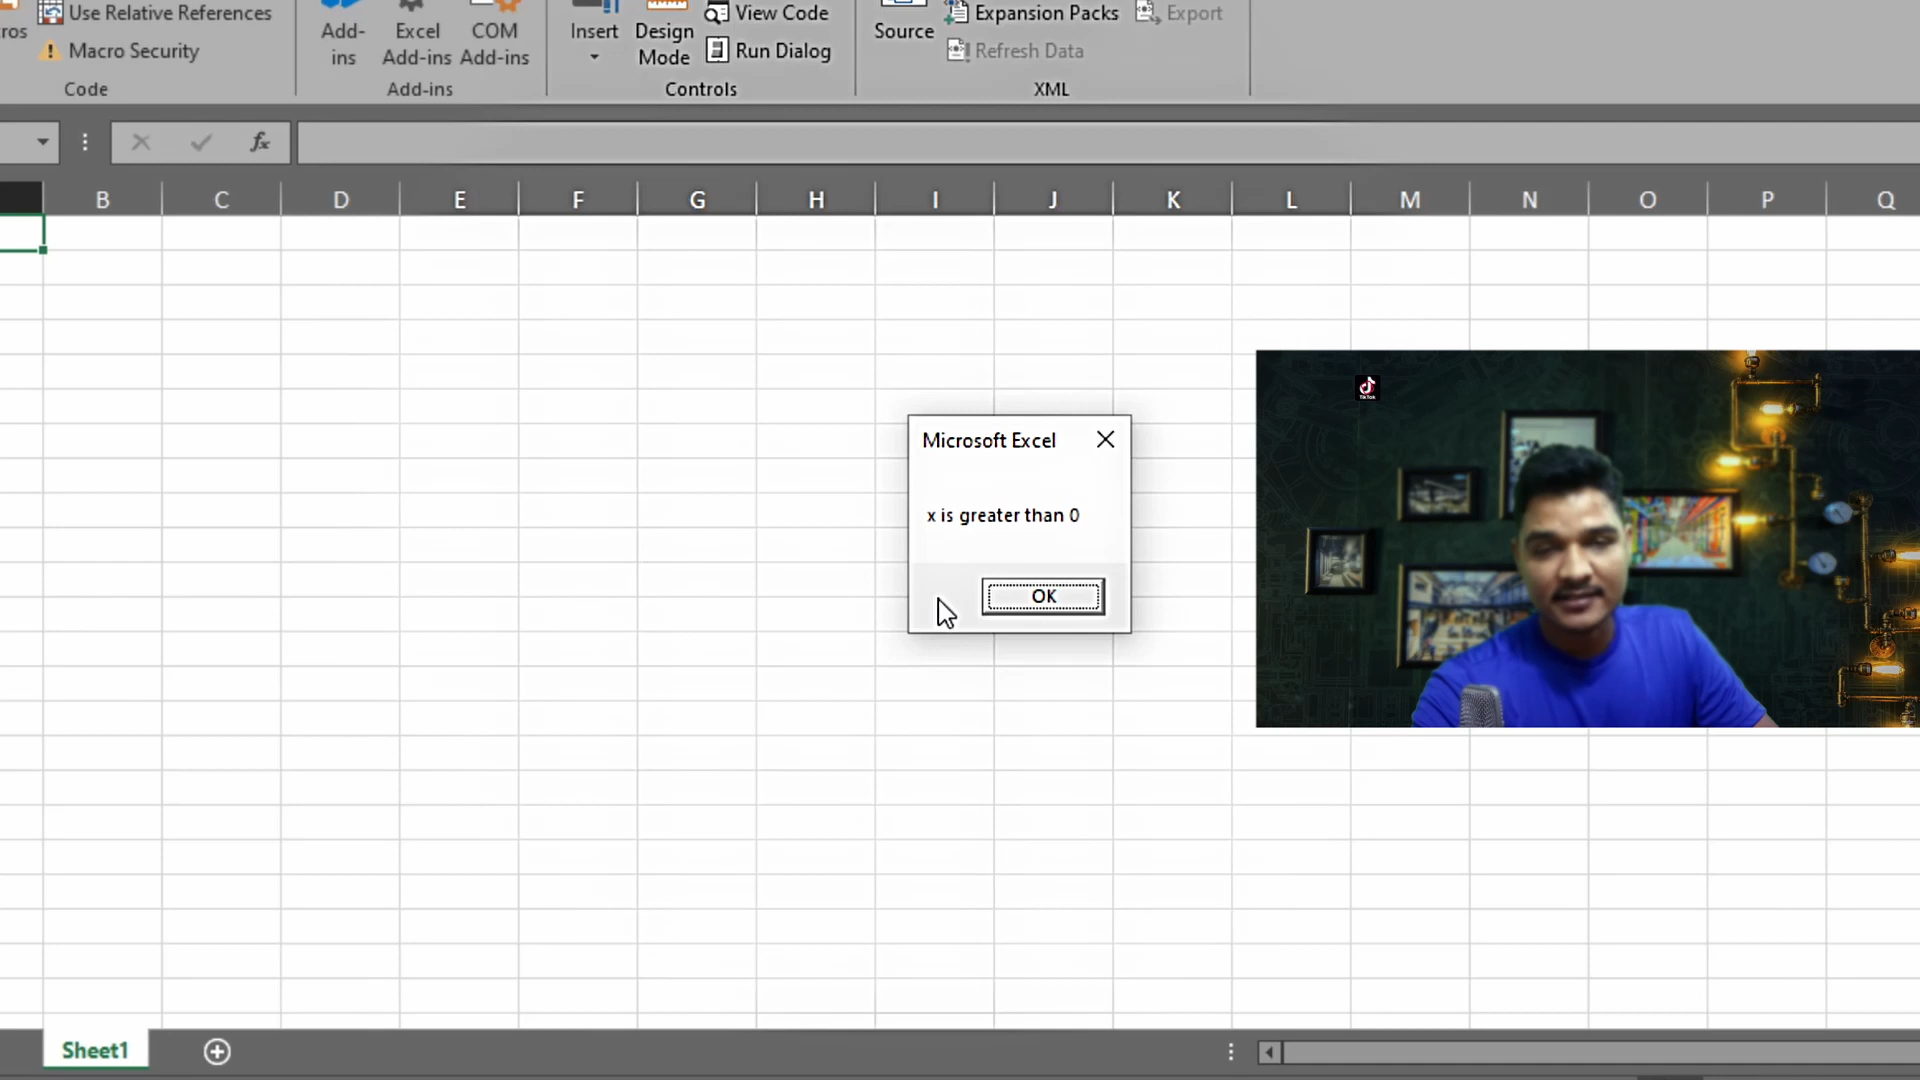 ros
Use Relative References
Macro Security
Code
Add-
ins
Excel
Add-ins
COM
Add-ins
Add-ins
Insert
Design
Mode
View Code
Run Dialog
Controls
Source
Expansion Packs
Export
Refresh Data
XML
fx
B C D E F G H I J K L M N O P Q
TikTok
Microsoft Excel
x is greater than 0
OK
Sheet1